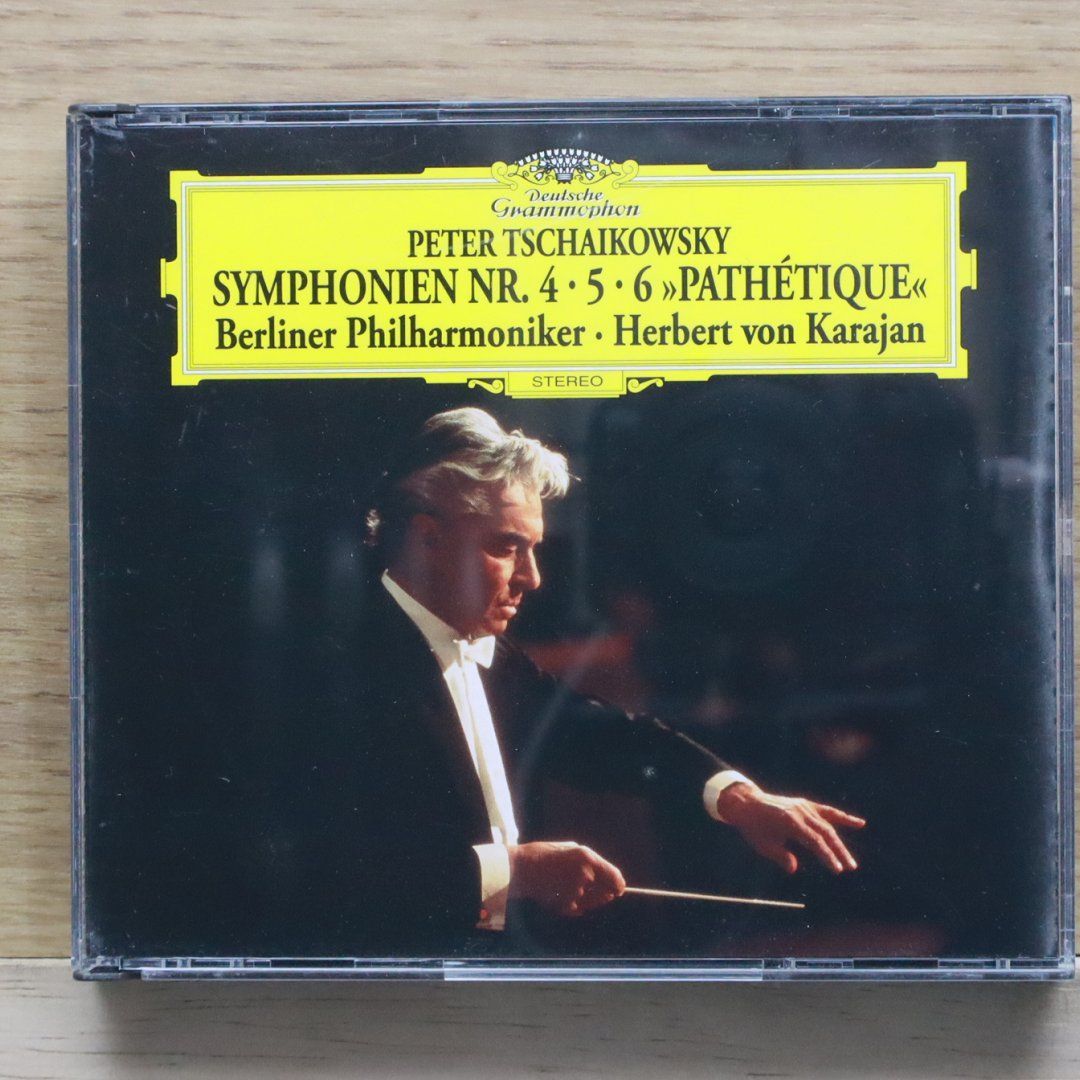 Deutsche
Grammophon
PETER TSCHAIKOWSKY
SYMPHONIEN NR. 4 · 5 · 6 »PATHÉTIQUE«
Berliner Philharmoniker · Herbert von Karajan
STEREO